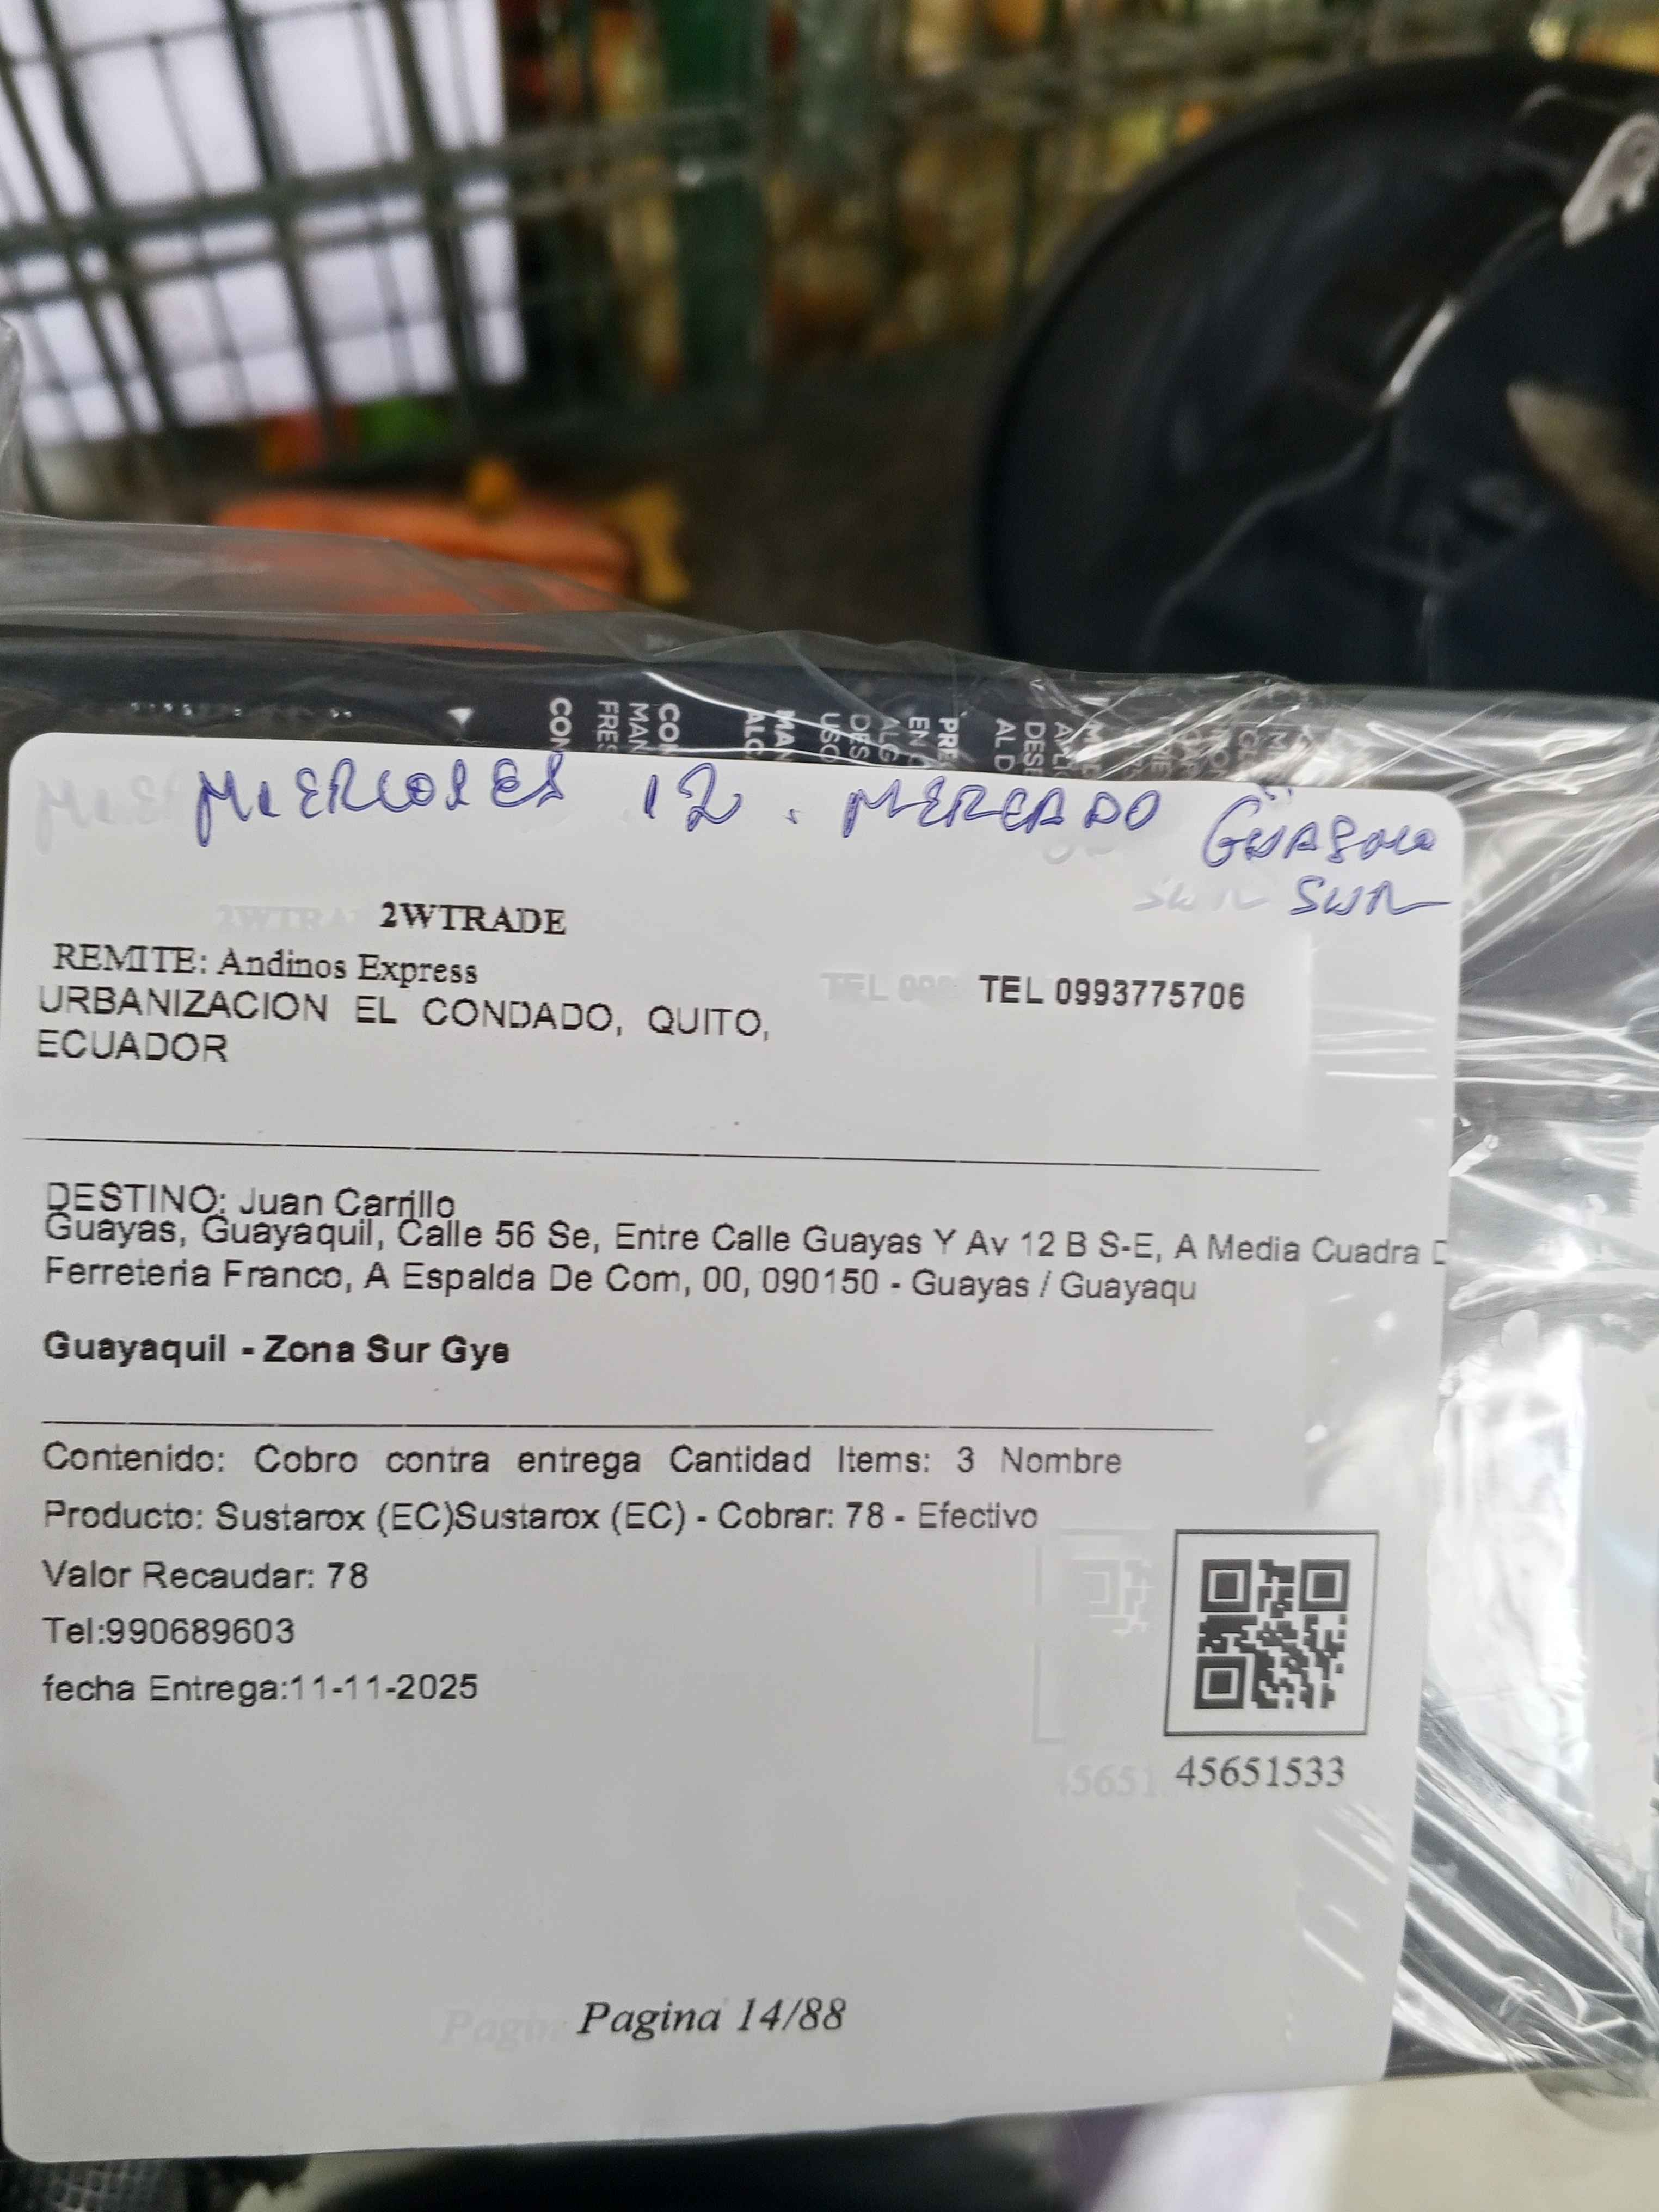 MIERCOLES 12. MERCADO GUASMO
SUR
2WTRADE
REMITE: Andinos Express
TEL 0993775706
URBANIZACION EL CONDADO, QUITO,
ECUADOR
DESTINO: Juan Carrillo
Guayas, Guayaquil, Calle 56 Se, Entre Calle Guayas Y Av 12 B S-E, A Media Cuadra
Ferreteria Franco, A Espalda De Com, 00, 090150 - Guayas / Guayaqu
Guayaquil - Zona Sur Gye
Contenido: Cobro contra entrega Cantidad Items: 3 Nombre
Producto: Sustarox (EC)Sustarox (EC) - Cobrar: 78 - Efectivo
Valor Recaudar: 78
Tel:990689603
fecha Entrega:11-11-2025
45651533
Pagina 14/88